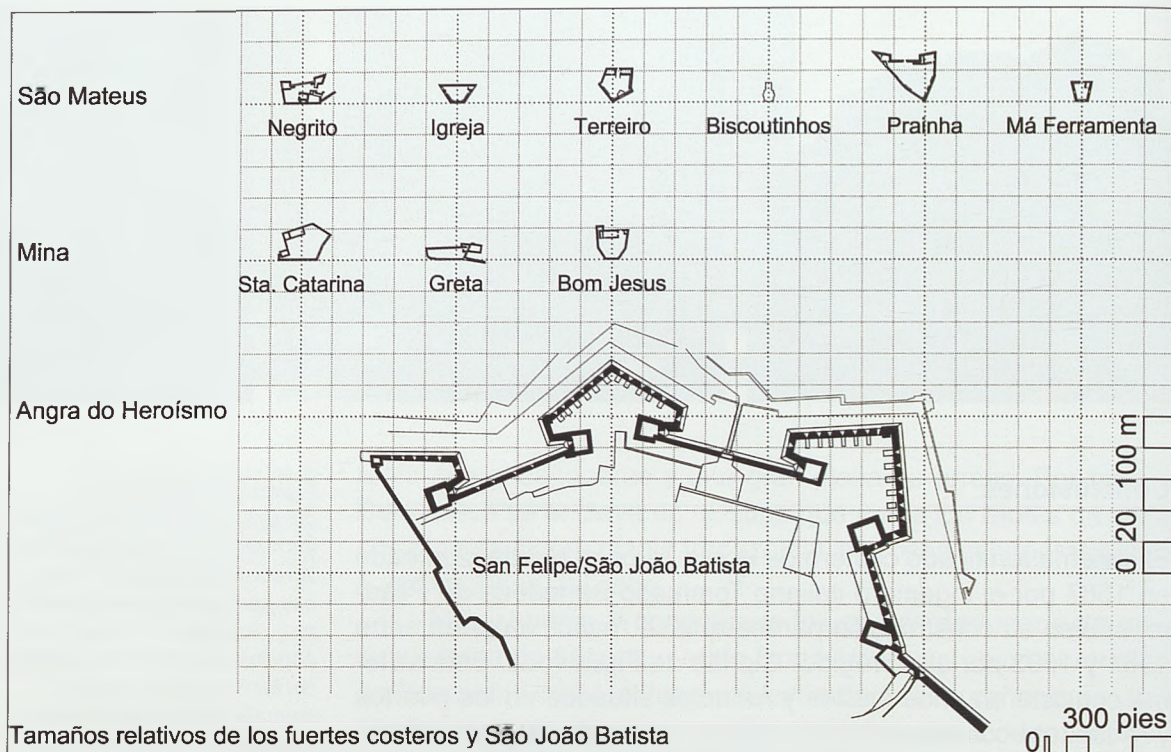 São Mateus
Negrito Igreja Terreiro Biscoutinhos Prainha Má Ferramenta
Mina
Sta. Catarina Greta Bom Jesus
Angra do Heroísmo
San Felipe/São João Batista
0 20 100 m
0 300 pies
Tamaños relativos de los fuertes costeros y São João Batista